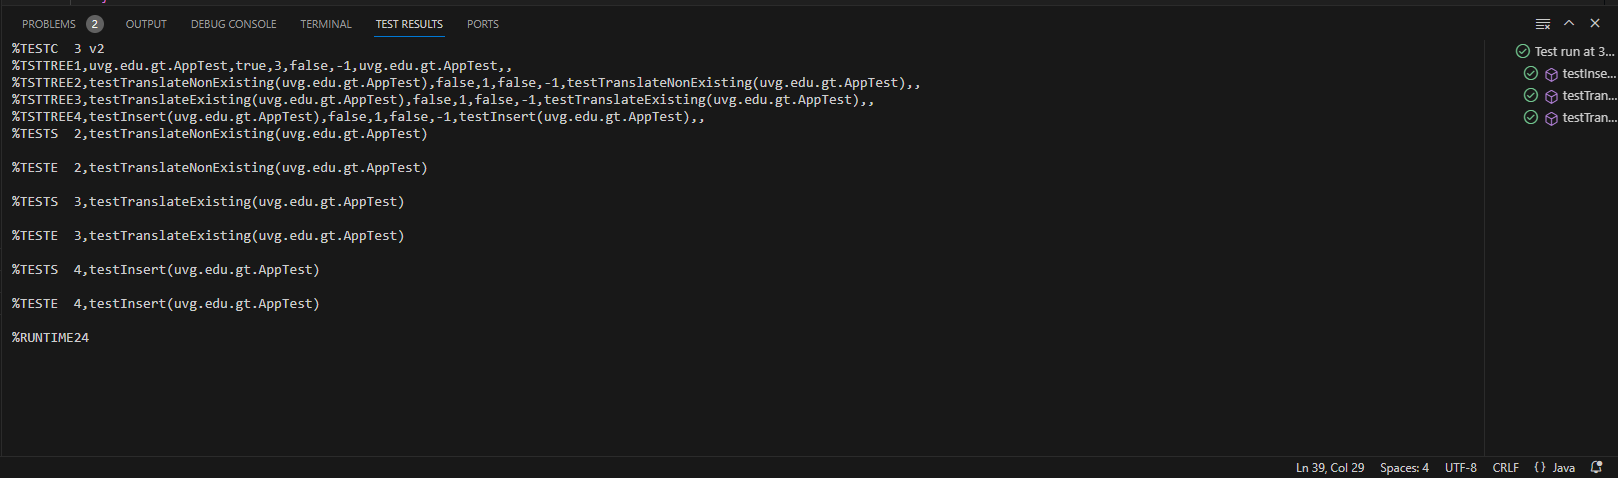 PROBLEMS 2 OUTPUT DEBUG CONSOLE TERMINAL TEST RESULTS PORTS
%TESTC  3 v2
%TSTTREE1,uvg.edu.gt.AppTest,true,3,false,-1,uvg.edu.gt.AppTest,,
%TSTTREE2,testTranslateNonExisting(uvg.edu.gt.AppTest),false,1,false,-1,testTranslateNonExisting(uvg.edu.gt.AppTest),,
%TSTTREE3,testTranslateExisting(uvg.edu.gt.AppTest),false,1,false,-1,testTranslateExisting(uvg.edu.gt.AppTest),,
%TSTTREE4,testInsert(uvg.edu.gt.AppTest),false,1,false,-1,testInsert(uvg.edu.gt.AppTest),,
%TESTS  2,testTranslateNonExisting(uvg.edu.gt.AppTest)
%TESTE  2,testTranslateNonExisting(uvg.edu.gt.AppTest)
%TESTS  3,testTranslateExisting(uvg.edu.gt.AppTest)
%TESTE  3,testTranslateExisting(uvg.edu.gt.AppTest)
%TESTS  4,testInsert(uvg.edu.gt.AppTest)
%TESTE  4,testInsert(uvg.edu.gt.AppTest)
%RUNTIME24
Test run at 3...
testInse...
testTran...
testTran...
Ln 39, Col 29 Spaces: 4 UTF-8 CRLF {} Java